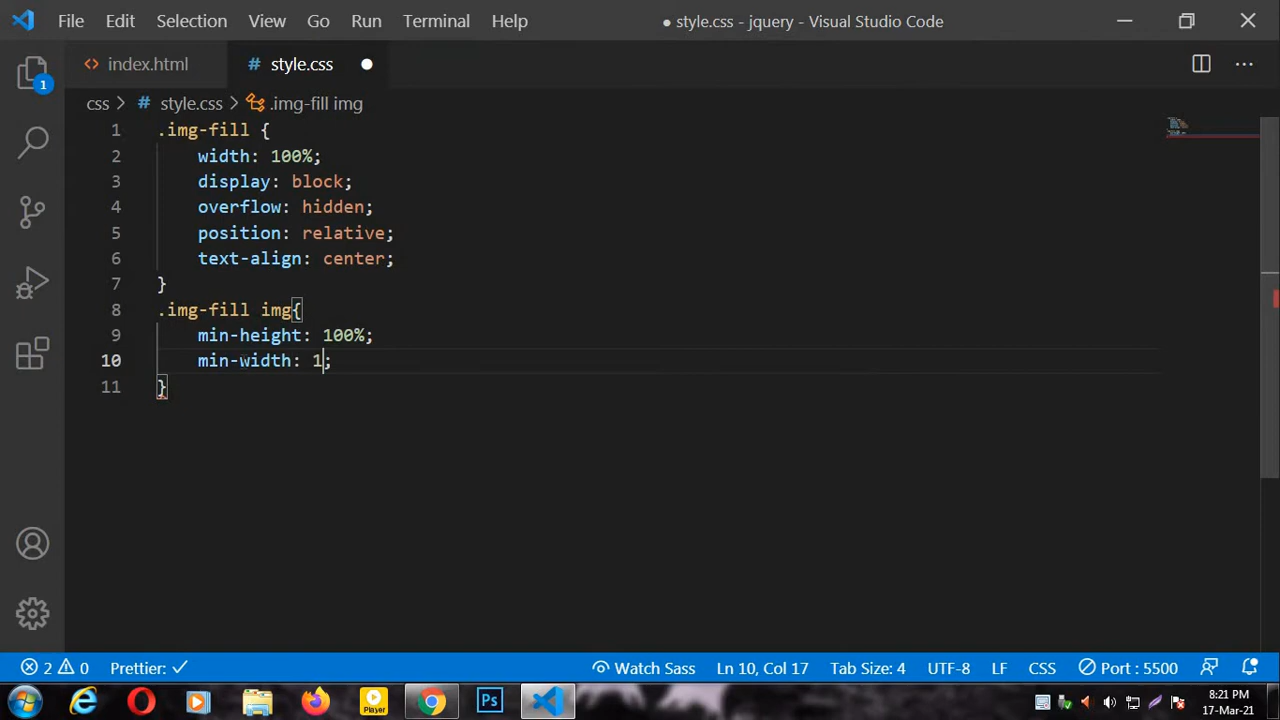 File Edit Selection View Go Run Terminal Help ● style.css - jquery - Visual Studio Code
<> index.html # style.css ●
css > # style.css > .img-fill img
1 .img-fill {
2 width: 100%;
3 display: block;
4 overflow: hidden;
5 position: relative;
6 text-align: center;
7 }
8 .img-fill img{
9 min-height: 100%;
10 min-width: 1;
11 }
1
2 0 Prettier: ✓ Watch Sass Ln 10, Col 17 Tab Size: 4 UTF-8 LF CSS Port : 5500
Player Ps 8:21 PM
17-Mar-21